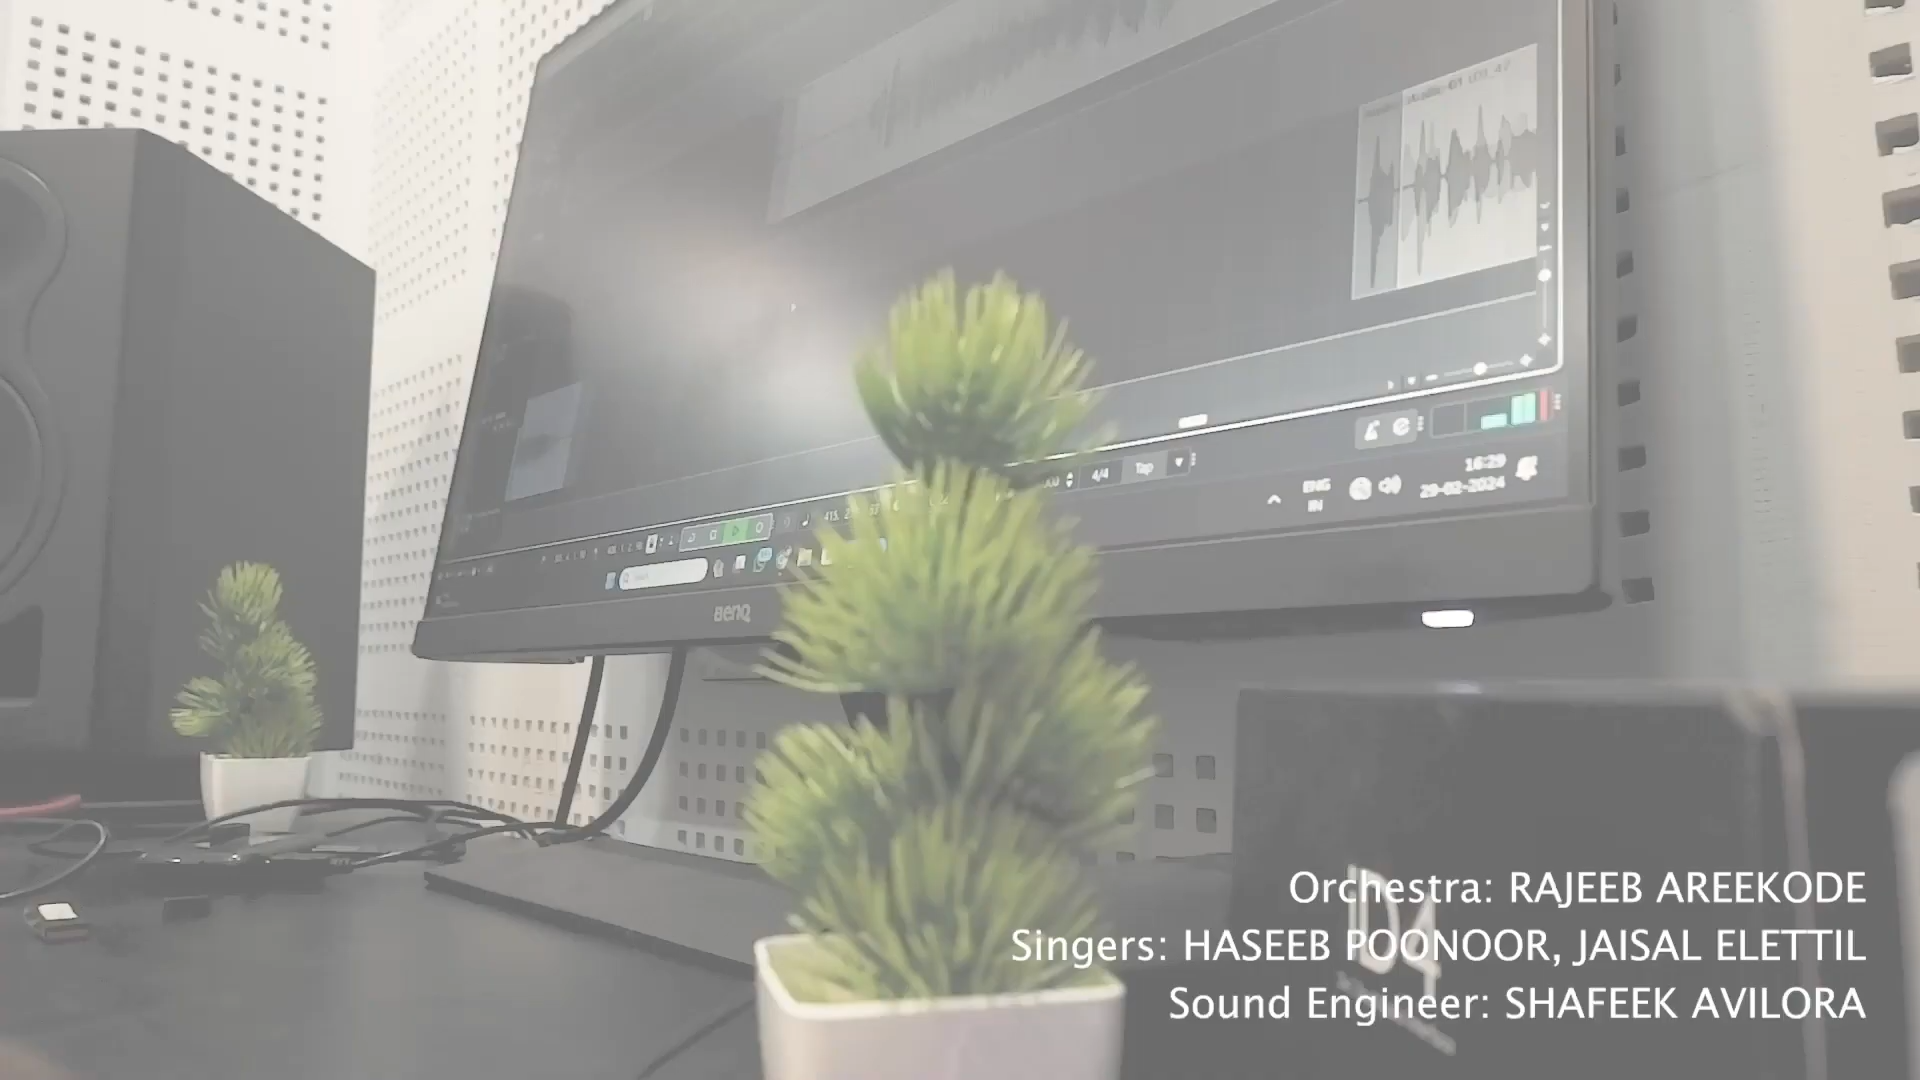 4/4 Tap
16:29
ENG
IN
29-02-2024
BenQ
Orchestra: RAJEEB AREEKODE
Singers: HASEEB POONOOR, JAISAL ELETTIL
Sound Engineer: SHAFEEK AVILORA